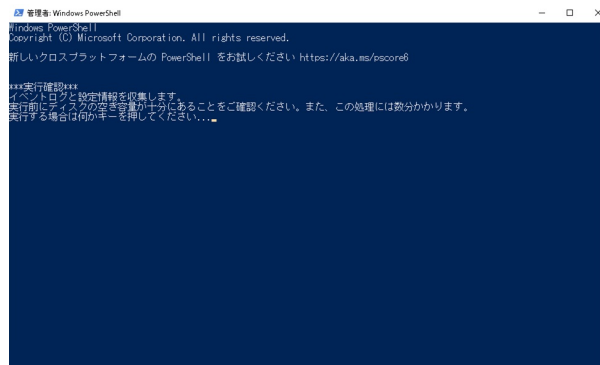 管理者: Windows PowerShell
Windows PowerShell
Copyright (C) Microsoft Corporation. All rights reserved.
新しいクロスプラットフォームの PowerShell をお試しください https://aka.ms/pscore6
***実行確認***
イベントログと設定情報を収集します。
実行前にディスクの空き容量が十分にあることをご確認ください。また、この処理には数分かかります。
実行する場合は何かキーを押してください...